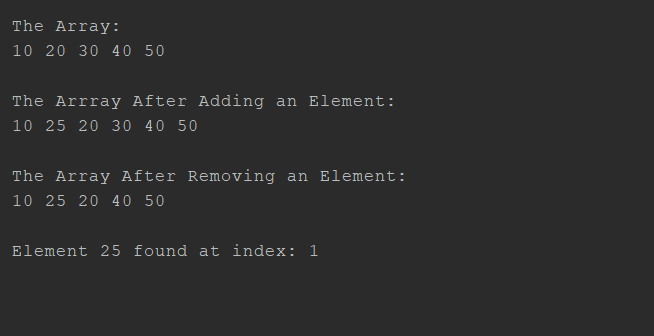 The Array:
10 20 30 40 50
The Arrray After Adding an Element:
10 25 20 30 40 50
The Array After Removing an Element:
10 25 20 40 50
Element 25 found at index: 1